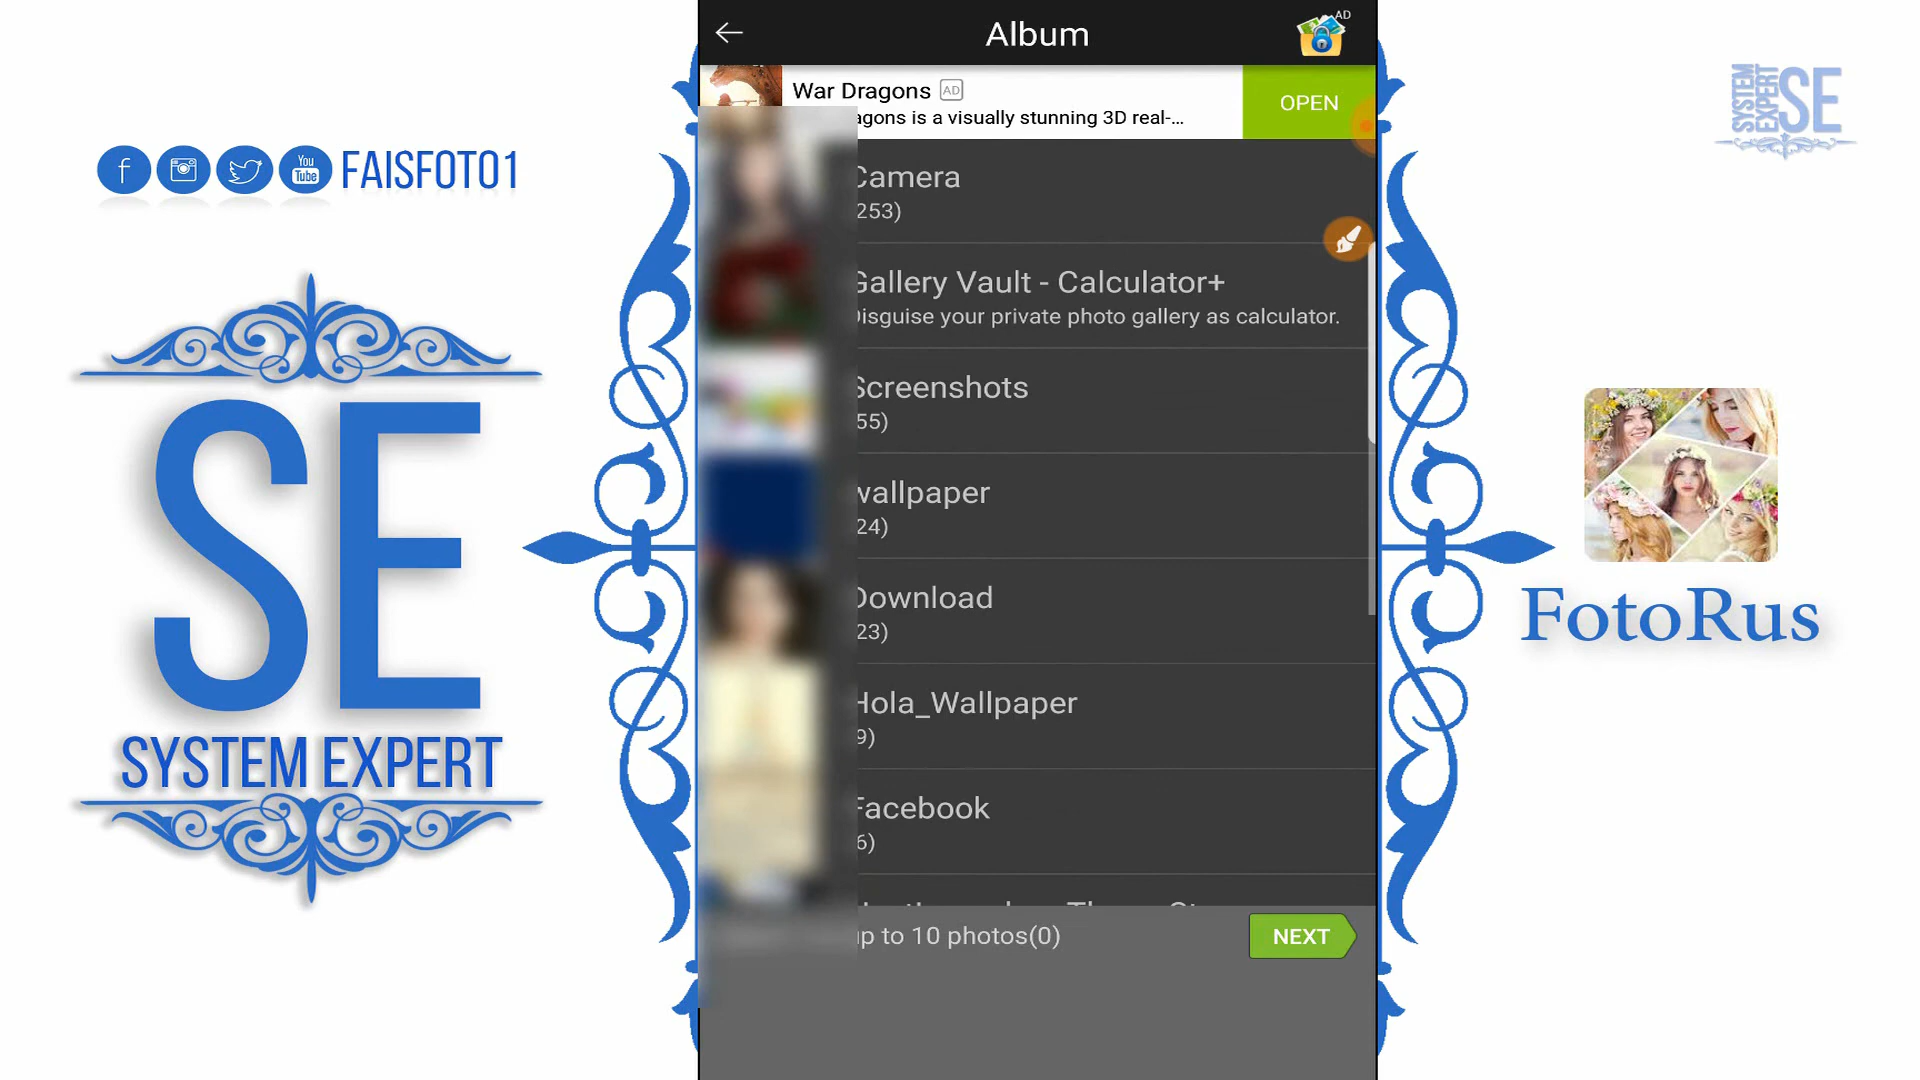 Album
AD
War Dragons AD
agons is a visually stunning 3D real-...
OPEN
Camera
253)
Gallery Vault - Calculator+
Disguise your private photo gallery as calculator.
Screenshots
55)
wallpaper
24)
Download
23)
Hola_Wallpaper
9)
Facebook
6)
up to 10 photos(0)
NEXT
f
You
Tube
FAISFOTO1
SE
SYSTEM EXPERT
SYSTEM
EXPERT
SE
FotoRus